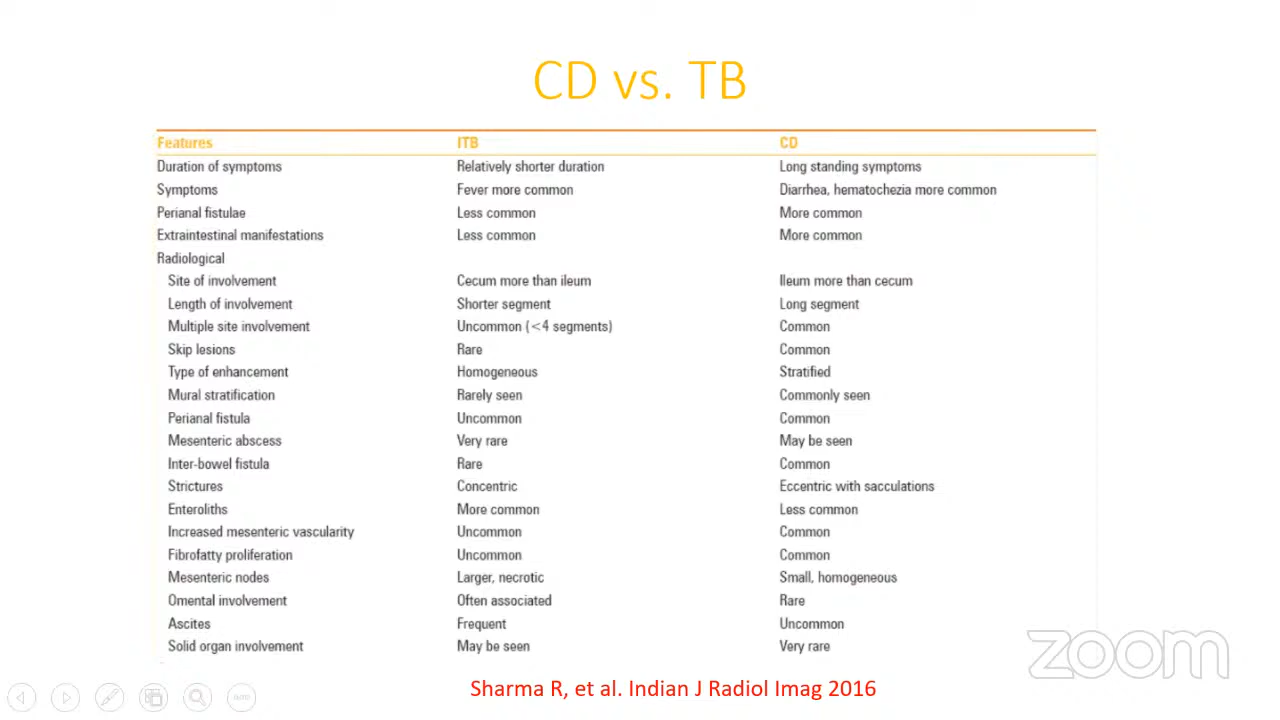 CD vs. TB
Features ITB CD
Duration of symptoms Relatively shorter duration Long standing symptoms
Symptoms Fever more common Diarrhea, hematochezia more common
Perianal fistulae Less common More common
Extraintestinal manifestations Less common More common
Radiological
Site of involvement Cecum more than ileum Ileum more than cecum
Length of involvement Shorter segment Long segment
Multiple site involvement Uncommon (<4 segments) Common
Skip lesions Rare Common
Type of enhancement Homogeneous Stratified
Mural stratification Rarely seen Commonly seen
Perianal fistula Uncommon Common
Mesenteric abscess Very rare May be seen
Inter-bowel fistula Rare Common
Strictures Concentric Eccentric with sacculations
Enteroliths More common Less common
Increased mesenteric vascularity Uncommon Common
Fibrofatty proliferation Uncommon Common
Mesenteric nodes Larger, necrotic Small, homogeneous
Omental involvement Often associated Rare
Ascites Frequent Uncommon
Solid organ involvement May be seen Very rare
zoom
Sharma R, et al. Indian J Radiol Imag 2016